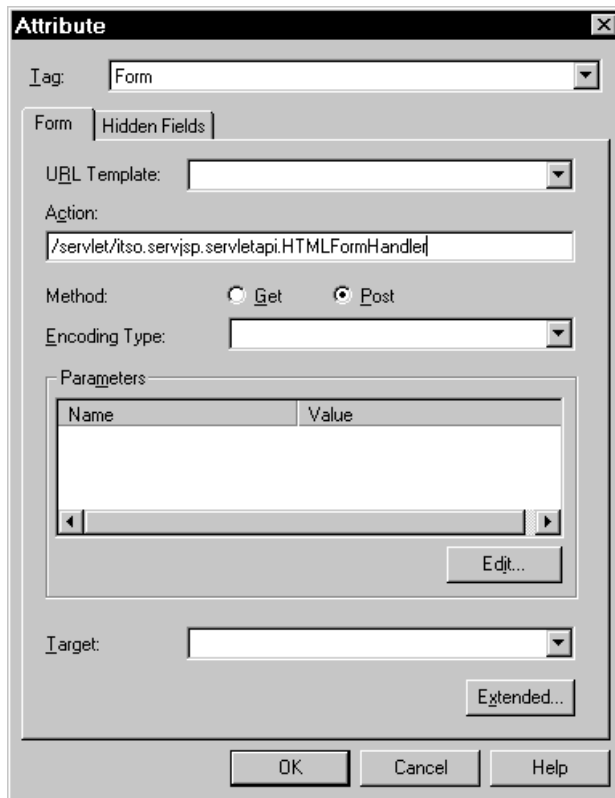 Attribute
Tag: Form
Form Hidden Fields
URL Template:
Action:
/servlet/itso.servjsp.servletapi.HTMLFormHandler
Method: Get Post
Encoding Type:
Parameters
Name Value
Edit...
Target:
Extended...
OK Cancel Help